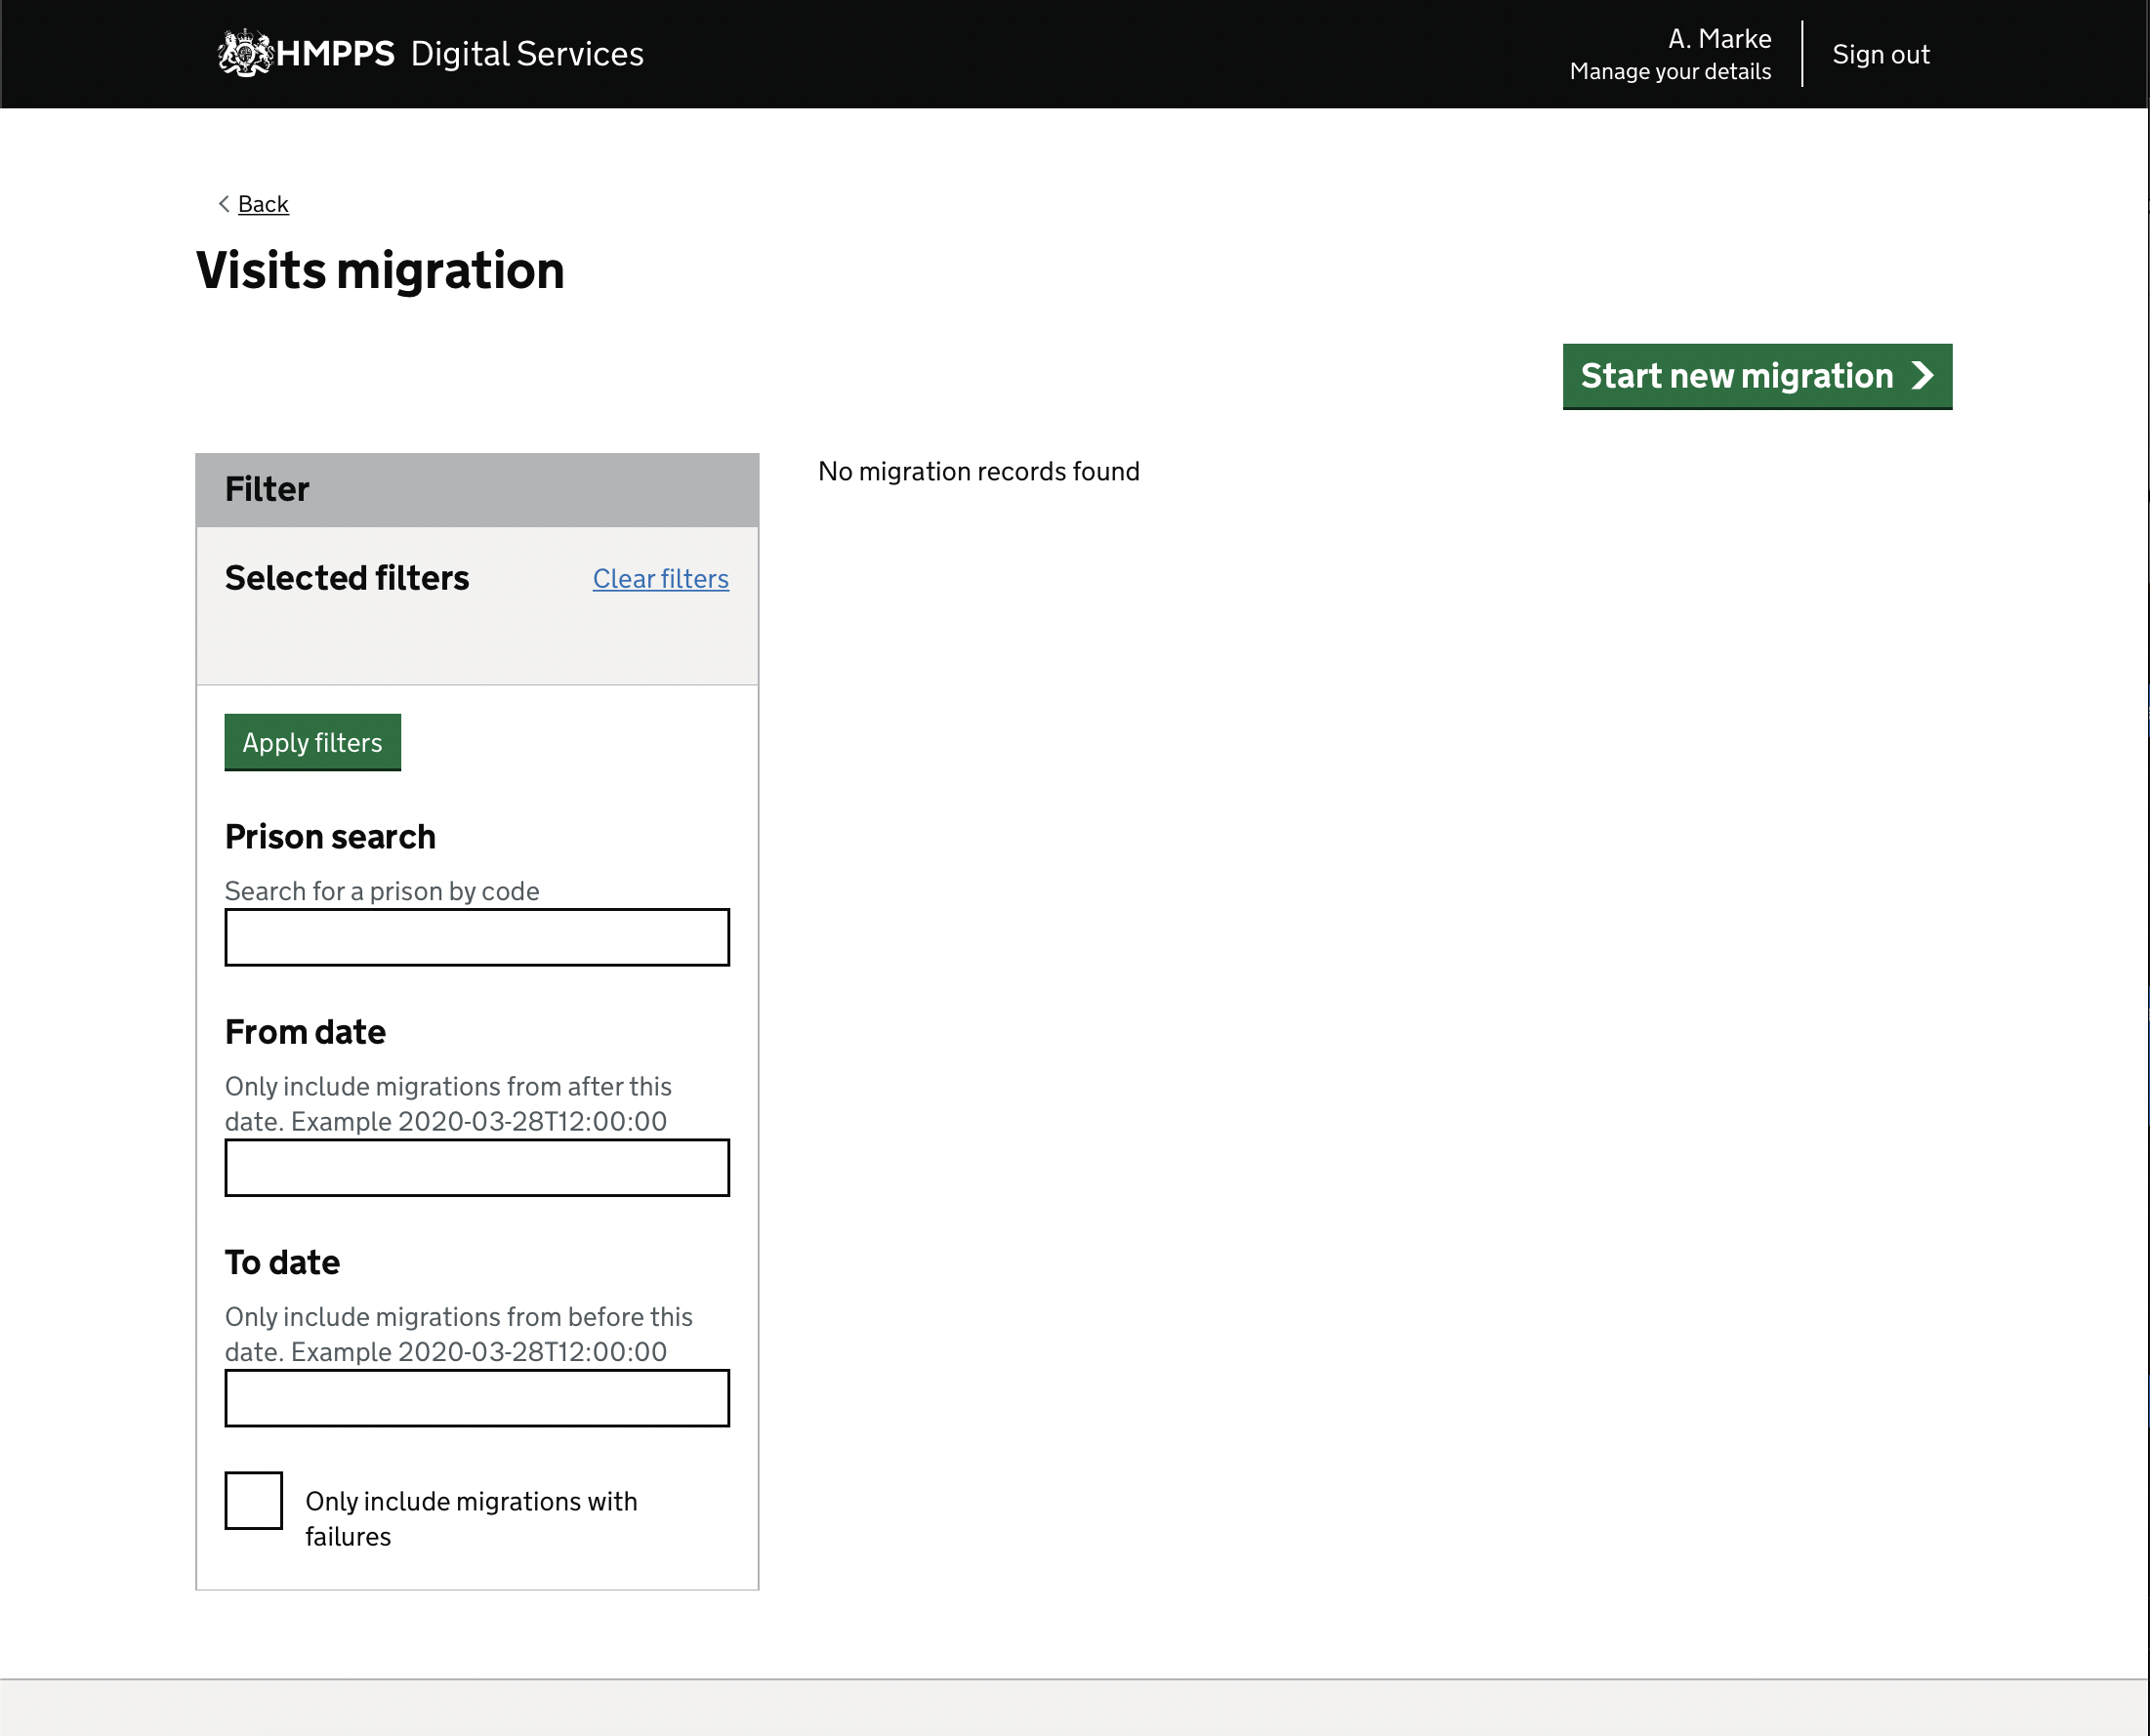 HMPPS Digital Services
A. Marke
Manage your details
Sign out
Back
Visits migration
Start new migration
Filter
Selected filters
Clear filters
Apply filters
Prison search
Search for a prison by code
From date
Only include migrations from after this
date. Example 2020-03-28T12:00:00
To date
Only include migrations from before this
date. Example 2020-03-28T12:00:00
Only include migrations with
failures
No migration records found